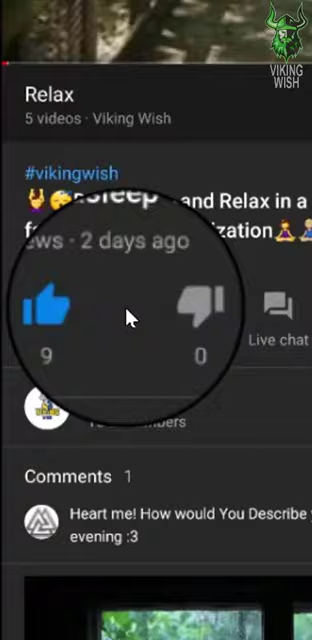 VIKING
WISH
Relax
5 videos · Viking Wish
#vikingwish
and Relax in a
ization
ews · 2 days ago
9
0
Live chat
Comments 1
Heart me! How would You Describe
evening :3